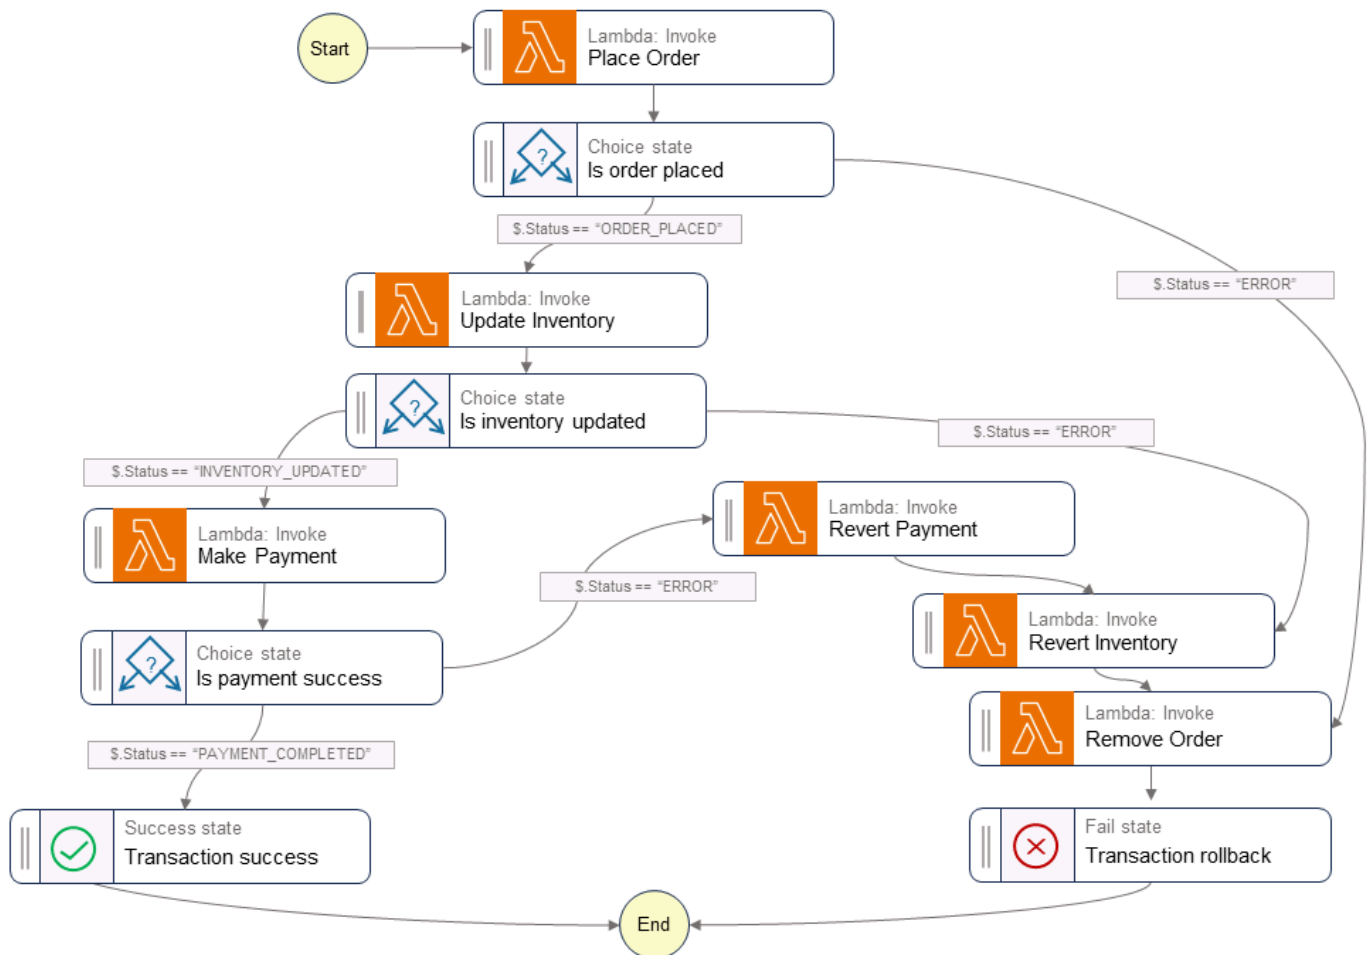 Start
Lambda: Invoke
Place Order
Choice state
Is order placed
$.Status == “ORDER_PLACED”
$.Status == “ERROR”
Lambda: Invoke
Update Inventory
Choice state
Is inventory updated
$.Status == “ERROR”
$.Status == “INVENTORY_UPDATED”
Lambda: Invoke
Make Payment
Lambda: Invoke
Revert Payment
$.Status == “ERROR”
Lambda: Invoke
Revert Inventory
Choice state
Is payment success
Lambda: Invoke
Remove Order
$.Status == “PAYMENT_COMPLETED”
Success state
Transaction success
Fail state
Transaction rollback
End